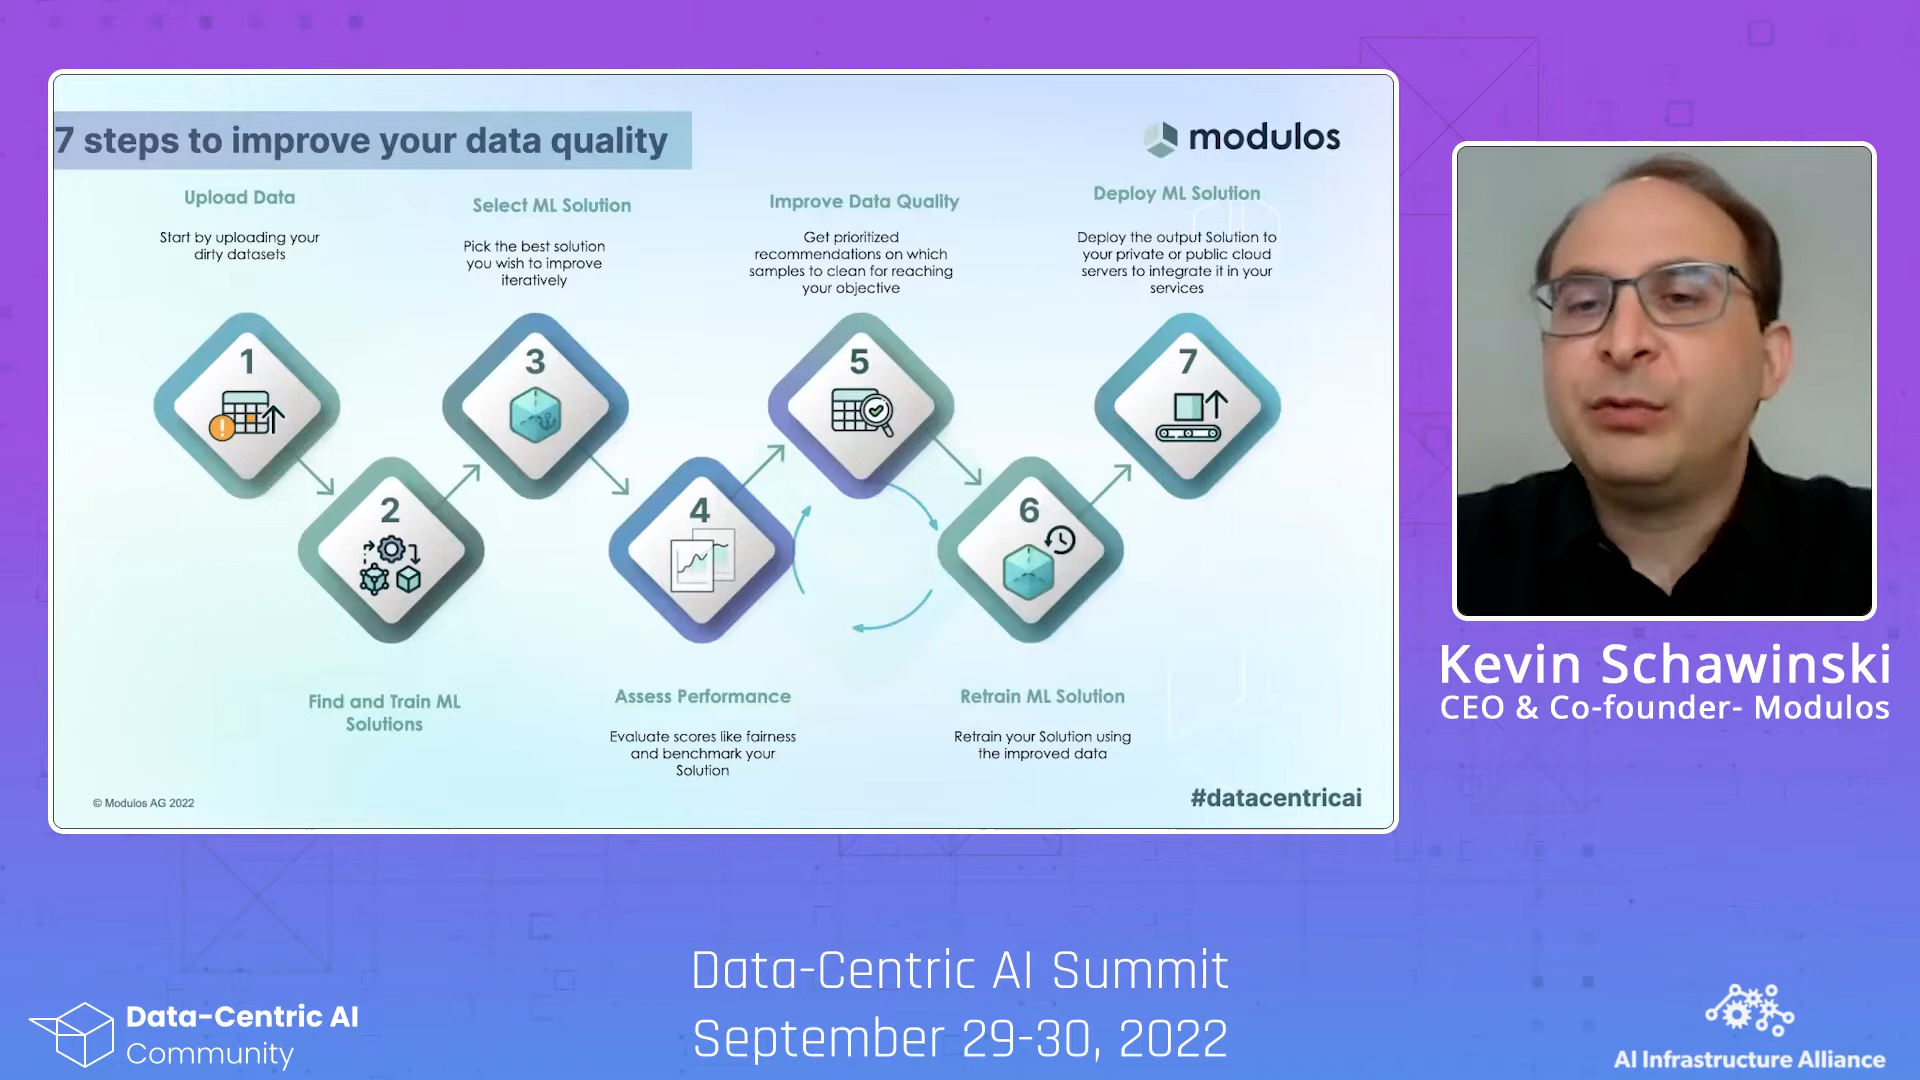 7 steps to improve your data quality
modulos
Upload Data
Start by uploading your
dirty datasets
Select ML Solution
Pick the best solution
you wish to improve
iteratively
Improve Data Quality
Get prioritized
recommendations on which
samples to clean for reaching
your objective
Deploy ML Solution
Deploy the output Solution to
your private or public cloud
servers to integrate it in your
services
1
2
3
4
5
6
7
Find and Train ML
Solutions
Assess Performance
Evaluate scores like fairness
and benchmark your
Solution
Retrain ML Solution
Retrain your Solution using
the improved data
© Modulos AG 2022
#datacentricai
Kevin Schawinski
CEO & Co-founder- Modulos
Data-Centric AI Summit
September 29-30, 2022
Data-Centric AI
Community
AI Infrastructure Alliance